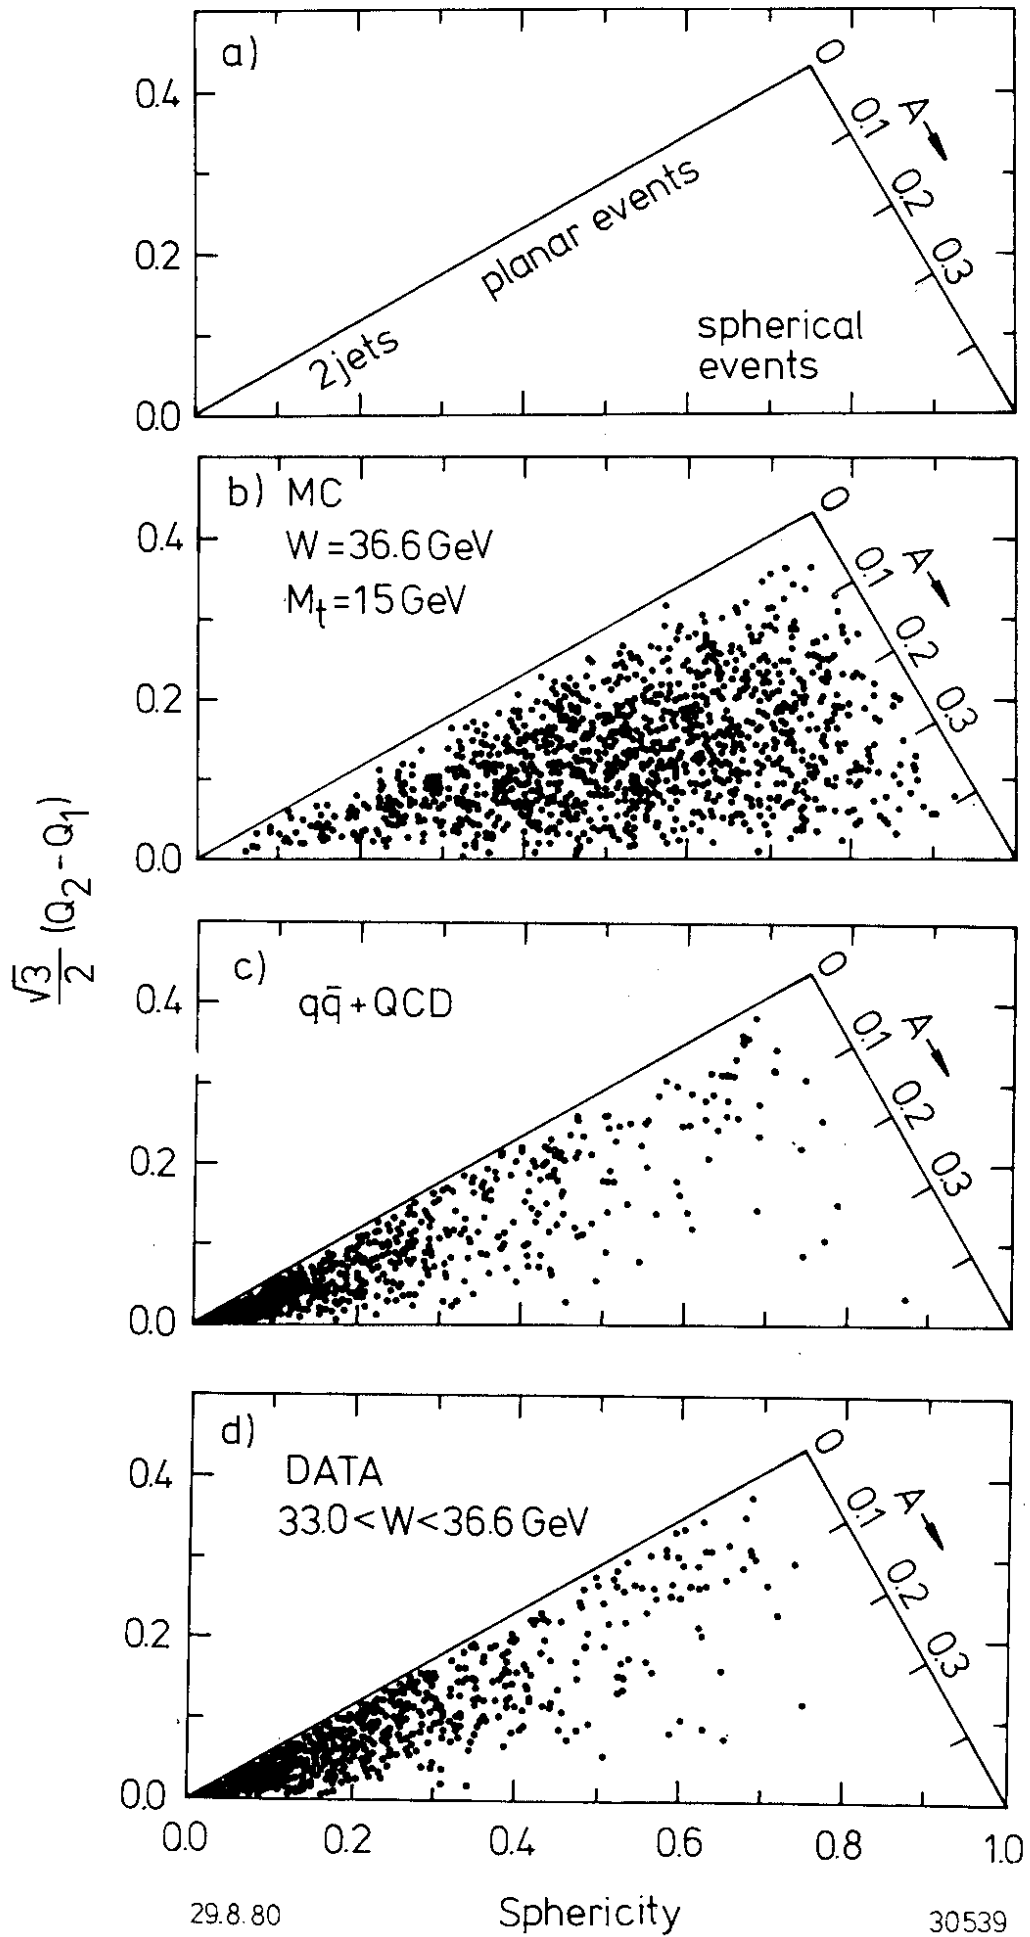 a)
0.4
0.2
0.0
2 jets
planar events
spherical
events
0
0.1
0.2
0.3
A
b) MC
W = 36.6 GeV
Mt = 15 GeV
0.4
0.2
0.0
0
0.1
0.2
0.3
A
√3/2 (Q2 - Q1)
c)
qq̄ + QCD
0.4
0.2
0.0
0
0.1
0.2
0.3
A
d)
DATA
33.0 < W < 36.6 GeV
0.4
0.2
0.0
0
0.1
0.2
0.3
A
0.0 0.2 0.4 0.6 0.8 1.0
Sphericity
29.8.80
30539